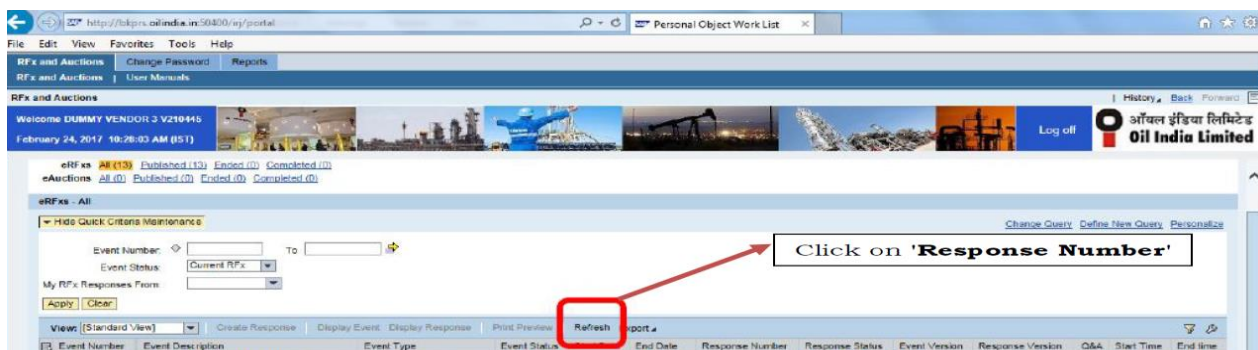 http://bkprs.oilindia.in:50400/irj/portal
Personal Object Work List
File Edit View Favorites Tools Help
RFx and Auctions Change Password Reports
RFx and Auctions | User Manuals
RFx and Auctions
History Back Forward
Welcome DUMMY VENDOR 3 V210445
February 24, 2017 10:28:03 AM (IST)
Log off
ऑयल इंडिया लिमिटेड
Oil India Limited
eRFxs All (13) Published (13) Ended (0) Completed (0)
eAuctions All (0) Published (0) Ended (0) Completed (0)
eRFxs - All
Hide Quick Criteria Maintenance
Change Query Define New Query Personalize
Click on 'Response Number'
Event Number: To
Event Status: Current RFx
My RFx Responses From:
Apply Clear
View: [Standard View] Create Response Display Event Display Response Print Preview Refresh Export
Event Number Event Description Event Type Event Status End Date Response Number Response Status Event Version Response Version Q&A Start Time End time